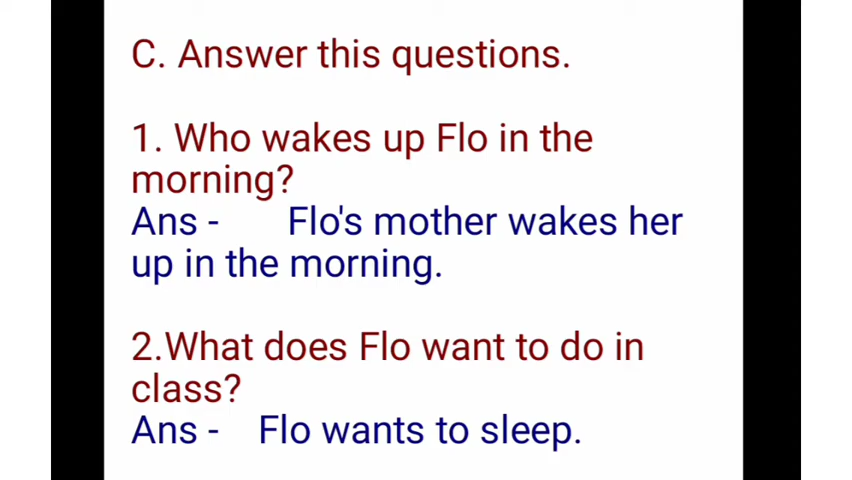 C. Answer this questions.
1. Who wakes up Flo in the
morning?
Ans - Flo's mother wakes her
up in the morning.
2.What does Flo want to do in
class?
Ans - Flo wants to sleep.